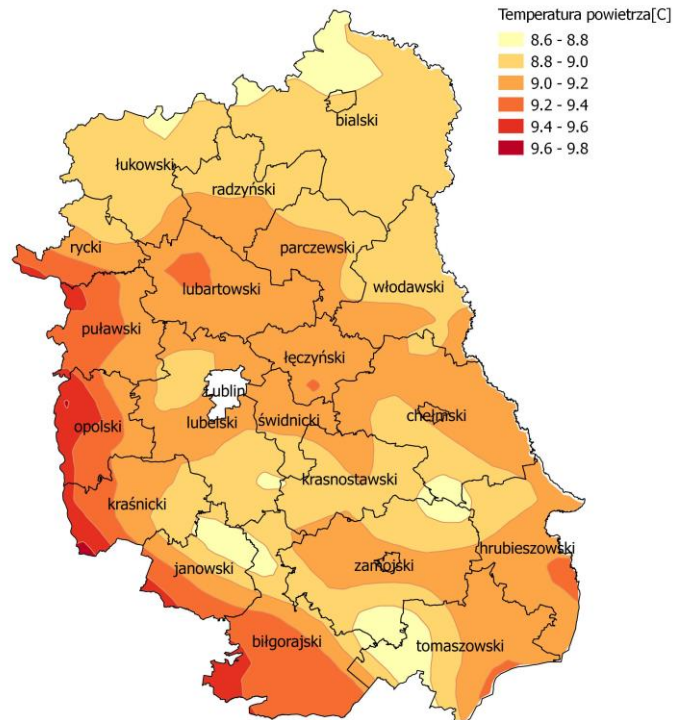 Temperatura powietrza[C]
8.6 - 8.8
8.8 - 9.0
9.0 - 9.2
9.2 - 9.4
9.4 - 9.6
9.6 - 9.8
bialski
łukowski
radzyński
rycki
parczewski
lubartowski
włodawski
puławski
łęczyński
Lublin
opolski
lubelski
świdnicki
chełmski
krasnostawski
kraśnicki
hrubieszowski
janowski
zamojski
biłgorajski
tomaszowski